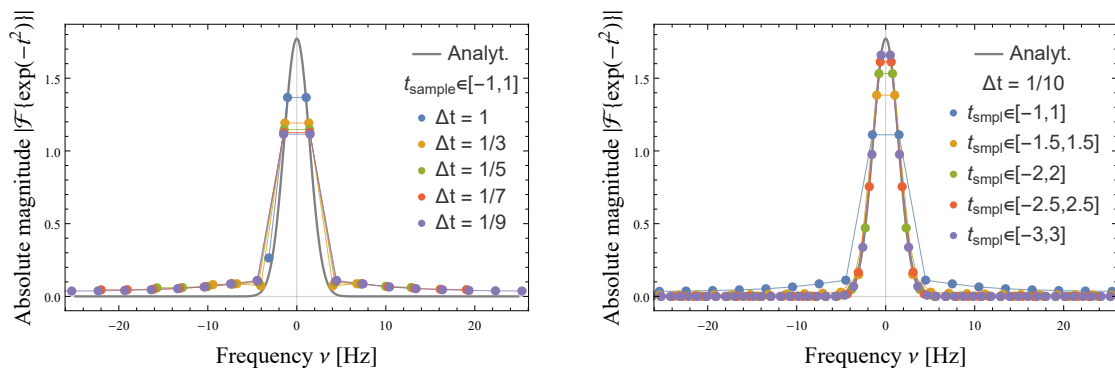 Absolute magnitude |ℱ{exp(−t²)}|
1.5
1.0
0.5
0.0
−20
−10
0
10
20
Frequency ν [Hz]
Analyt.
t_sample∈[-1,1]
Δt = 1
Δt = 1/3
Δt = 1/5
Δt = 1/7
Δt = 1/9
Absolute magnitude |ℱ{exp(−t²)}|
1.5
1.0
0.5
0.0
−20
−10
0
10
20
Frequency ν [Hz]
Analyt.
Δt = 1/10
t_smpl∈[-1,1]
t_smpl∈[-1.5,1.5]
t_smpl∈[-2,2]
t_smpl∈[-2.5,2.5]
t_smpl∈[-3,3]